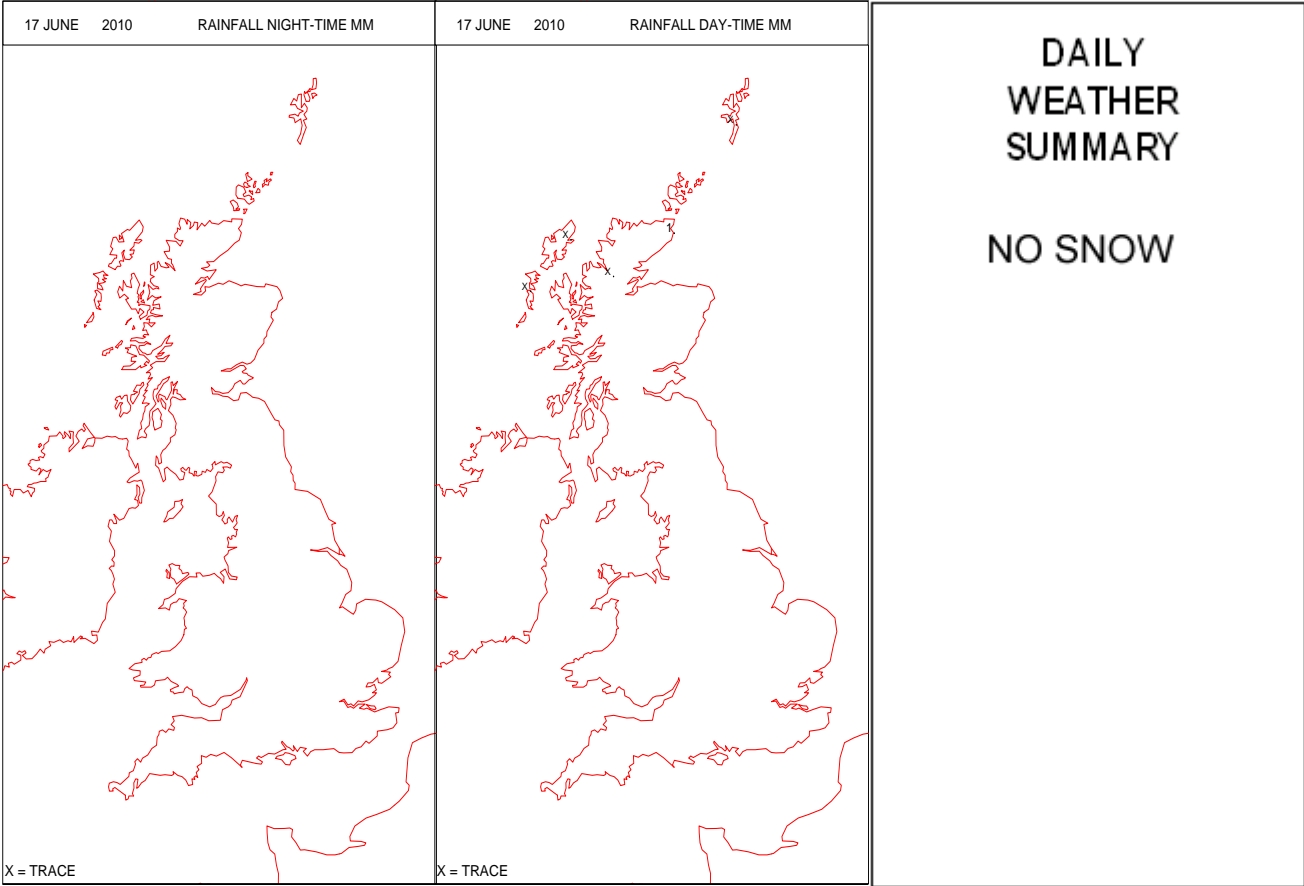 17 JUNE 2010 RAINFALL NIGHT-TIME MM
X = TRACE
17 JUNE 2010 RAINFALL DAY-TIME MM
X.
X.
1.
X.
X.
X = TRACE
DAILY
WEATHER
SUMMARY
NO SNOW